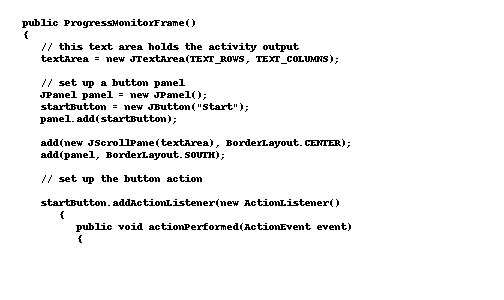 public ProgressMonitorFrame()
{
// this text area holds the activity output
textArea = new JTextArea(TEXT_ROWS, TEXT_COLUMNS);
// set up a button panel
JPanel panel = new JPanel();
startButton = new JButton("Start");
panel.add(startButton);
add(new JScrollPane(textArea), BorderLayout.CENTER);
add(panel, BorderLayout.SOUTH);
// set up the button action
startButton.addActionListener(new ActionListener()
{
public void actionPerformed(ActionEvent event)
{